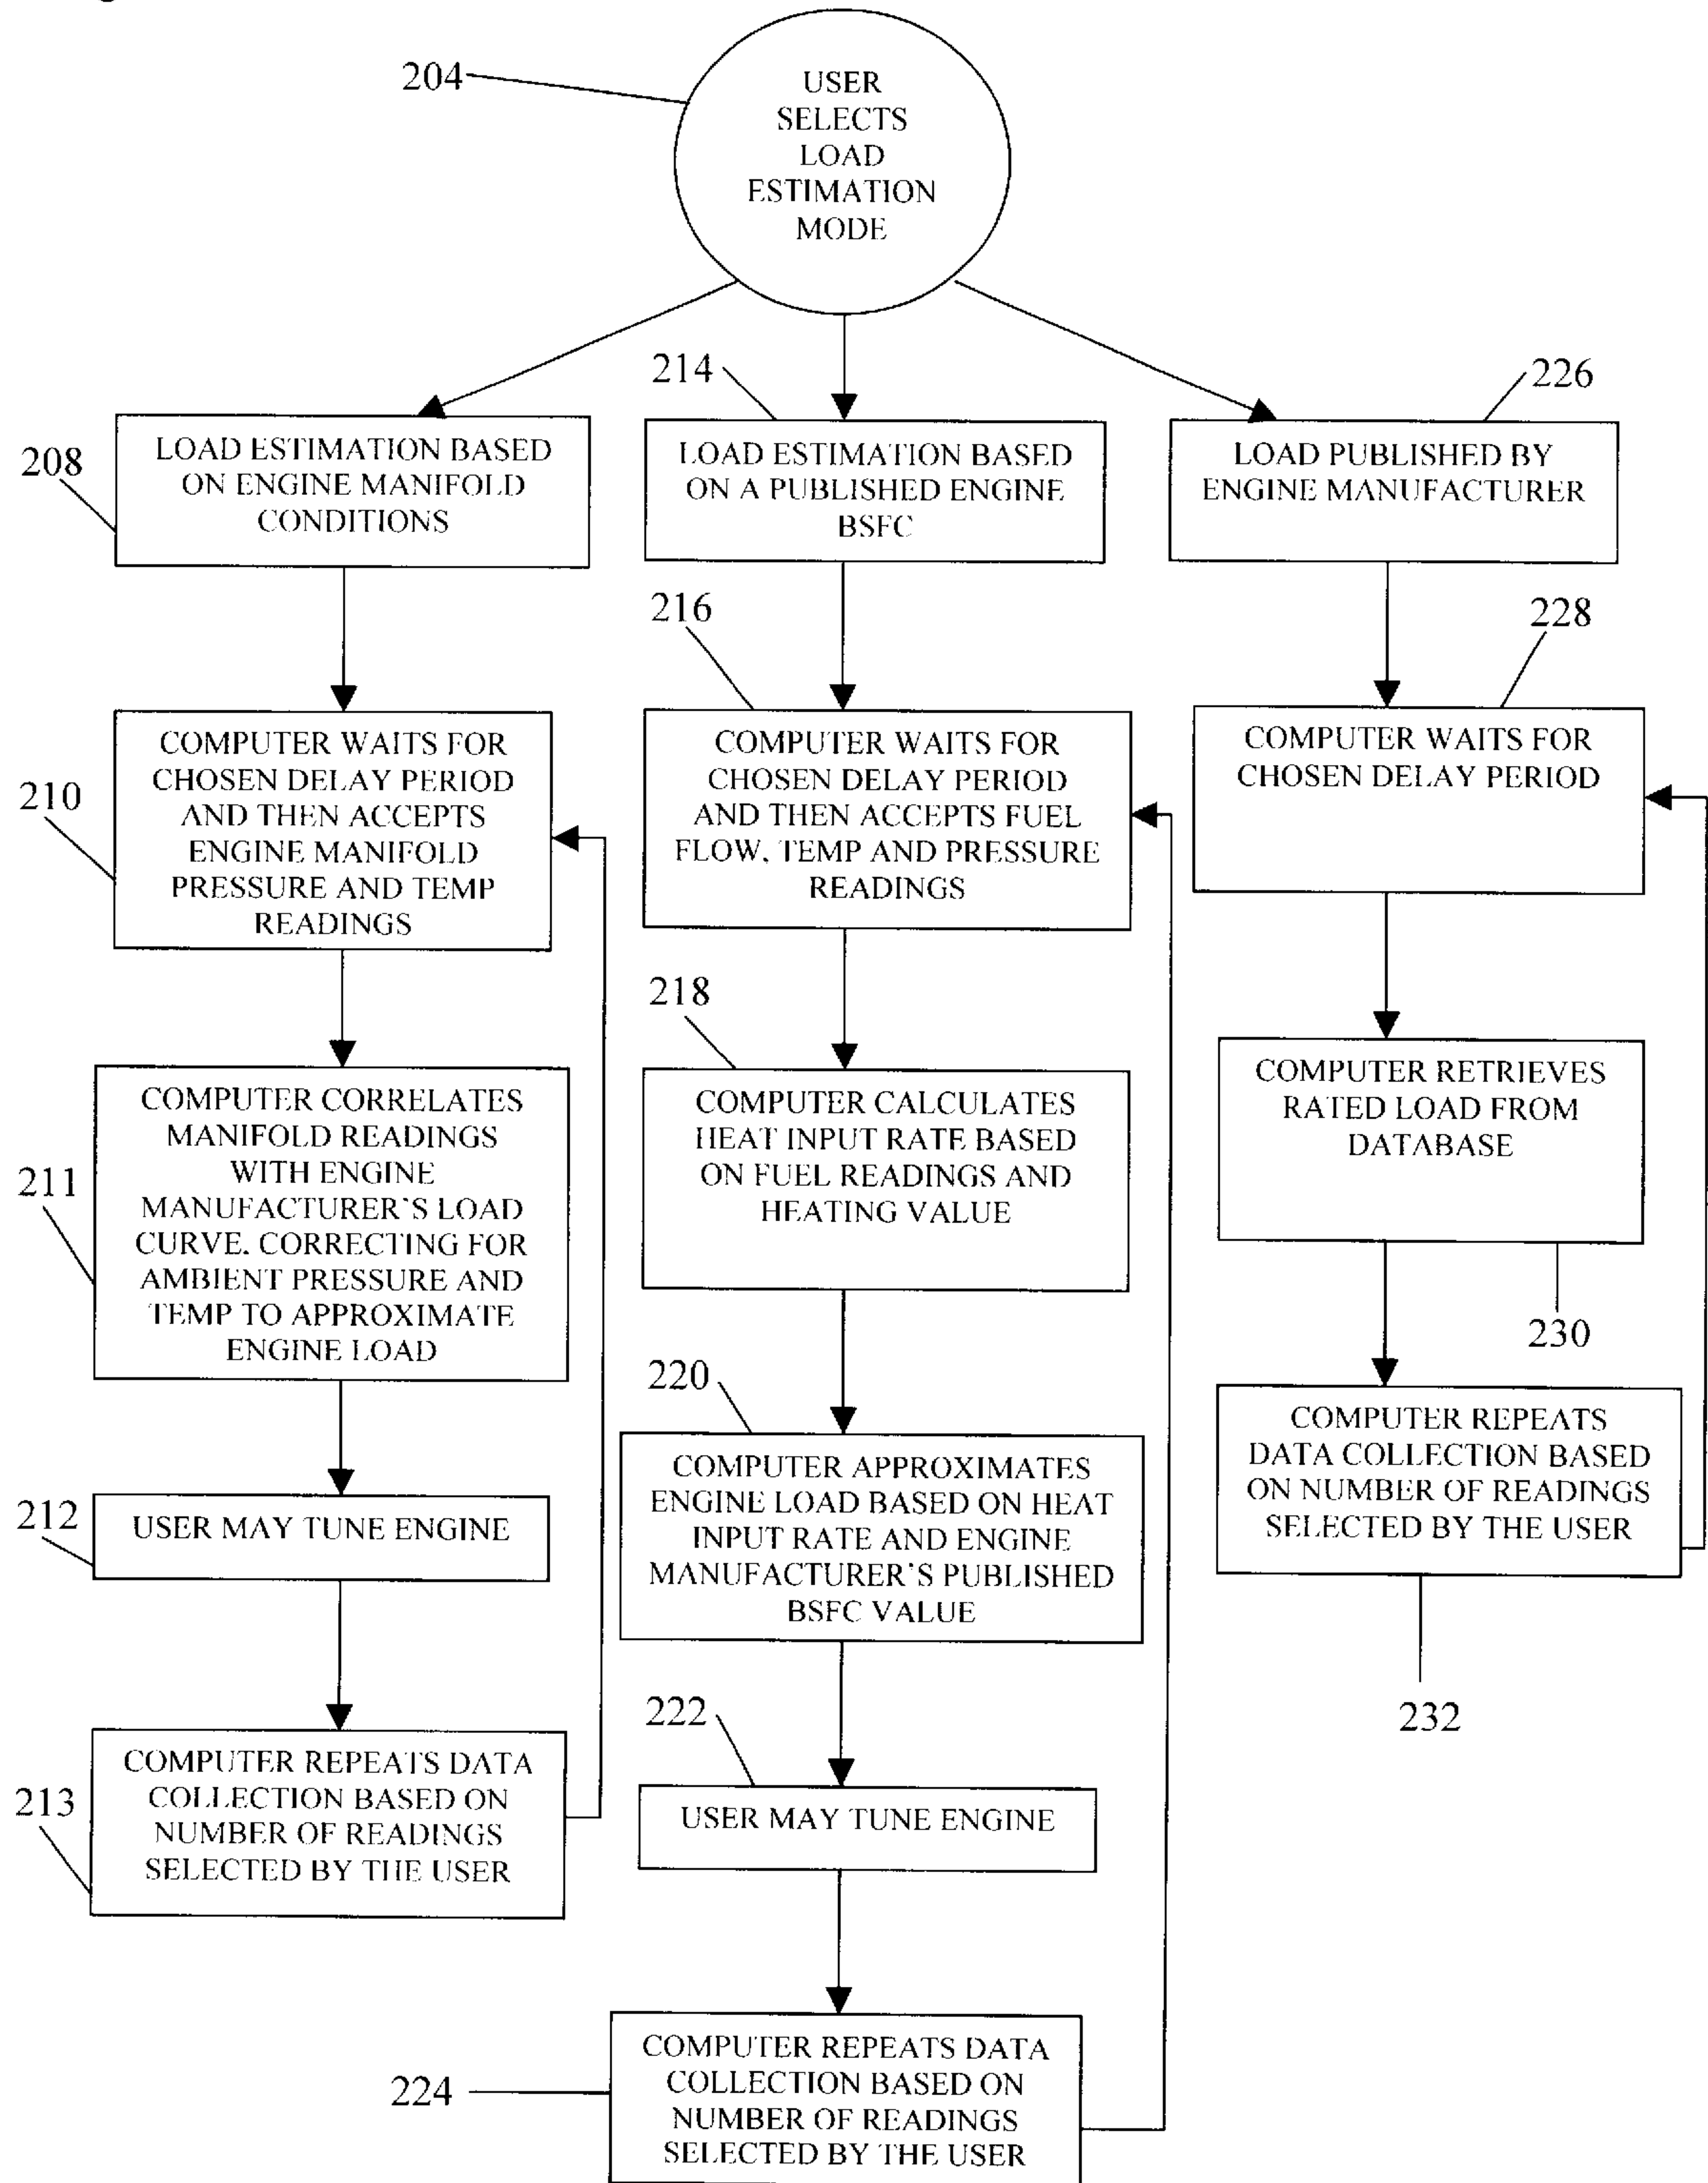 204
USER
SELECTS
LOAD
ESTIMATION
MODE
208
LOAD ESTIMATION BASED
ON ENGINE MANIFOLD
CONDITIONS
210
COMPUTER WAITS FOR
CHOSEN DELAY PERIOD
AND THEN ACCEPTS
ENGINE MANIFOLD
PRESSURE AND TEMP
READINGS
211
COMPUTER CORRELATES
MANIFOLD READINGS
WITH ENGINE
MANUFACTURER'S LOAD
CURVE, CORRECTING FOR
AMBIENT PRESSURE AND
TEMP TO APPROXIMATE
ENGINE LOAD
212
USER MAY TUNE ENGINE
213
COMPUTER REPEATS DATA
COLLECTION BASED ON
NUMBER OF READINGS
SELECTED BY THE USER
214
LOAD ESTIMATION BASED
ON A PUBLISHED ENGINE
BSFC
216
COMPUTER WAITS FOR
CHOSEN DELAY PERIOD
AND THEN ACCEPTS FUEL
FLOW, TEMP AND PRESSURE
READINGS
218
COMPUTER CALCULATES
HEAT INPUT RATE BASED
ON FUEL READINGS AND
HEATING VALUE
220
COMPUTER APPROXIMATES
ENGINE LOAD BASED ON HEAT
INPUT RATE AND ENGINE
MANUFACTURER'S PUBLISHED
BSFC VALUE
222
USER MAY TUNE ENGINE
224
COMPUTER REPEATS DATA
COLLECTION BASED ON
NUMBER OF READINGS
SELECTED BY THE USER
226
LOAD PUBLISHED BY
ENGINE MANUFACTURER
228
COMPUTER WAITS FOR
CHOSEN DELAY PERIOD
COMPUTER RETRIEVES
RATED LOAD FROM
DATABASE
230
COMPUTER REPEATS
DATA COLLECTION BASED
ON NUMBER OF READINGS
SELECTED BY THE USER
232